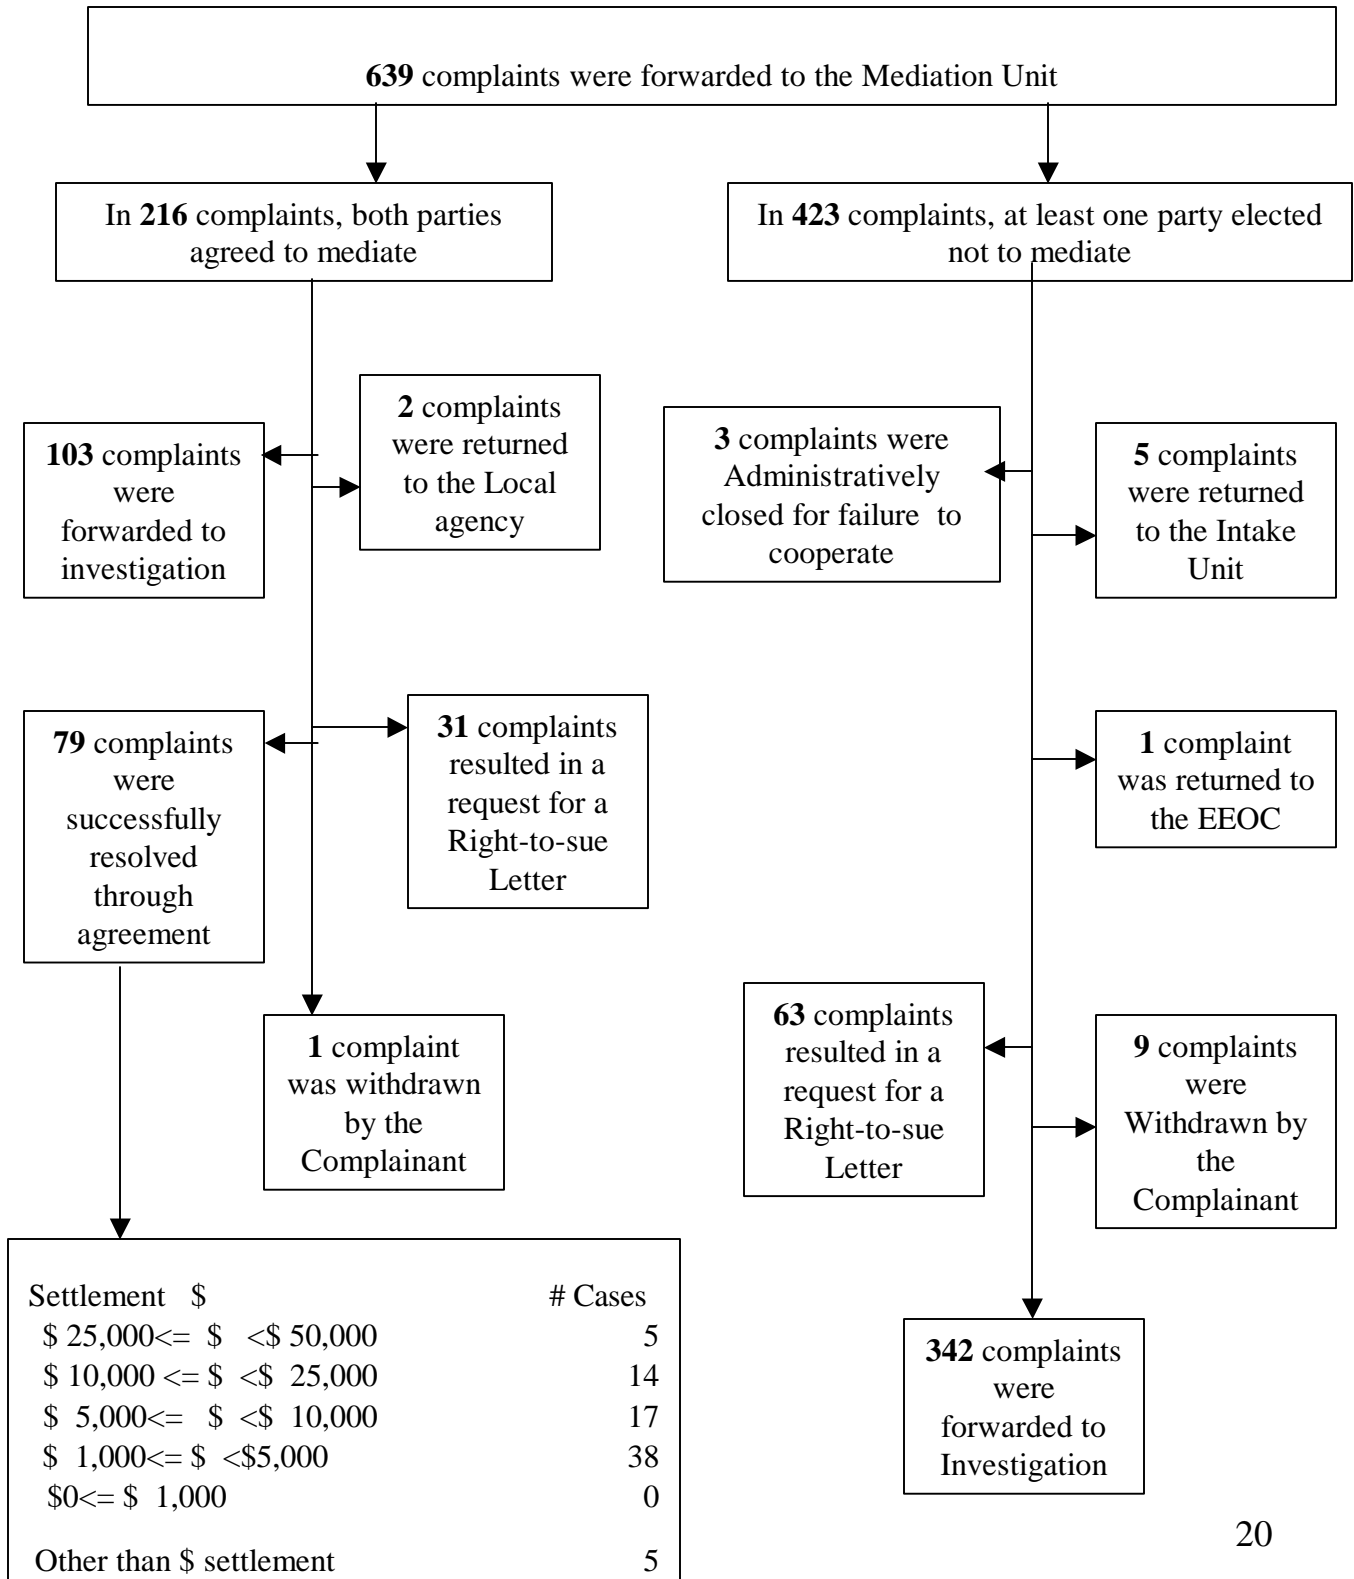 639 complaints were forwarded to the Mediation Unit
In 216 complaints, both parties
agreed to mediate
In 423 complaints, at least one party elected
not to mediate
103 complaints
were
forwarded to
investigation
2 complaints
were returned
to the Local
agency
3 complaints were
Administratively
closed for failure to
cooperate
5 complaints
were returned
to the Intake
Unit
79 complaints
were
successfully
resolved
through
agreement
31 complaints
resulted in a
request for a
Right-to-sue
Letter
1 complaint
was returned to
the EEOC
1 complaint
was withdrawn
by the
Complainant
63 complaints
resulted in a
request for a
Right-to-sue
Letter
9 complaints
were
Withdrawn by
the
Complainant
Settlement $ # Cases
$ 25,000<= $ <$ 50,000 5
$ 10,000 <= $ <$ 25,000 14
$ 5,000<= $ <$ 10,000 17
$ 1,000<= $ <$5,000 38
$0<= $ 1,000 0
Other than $ settlement 5
342 complaints
were
forwarded to
Investigation
20